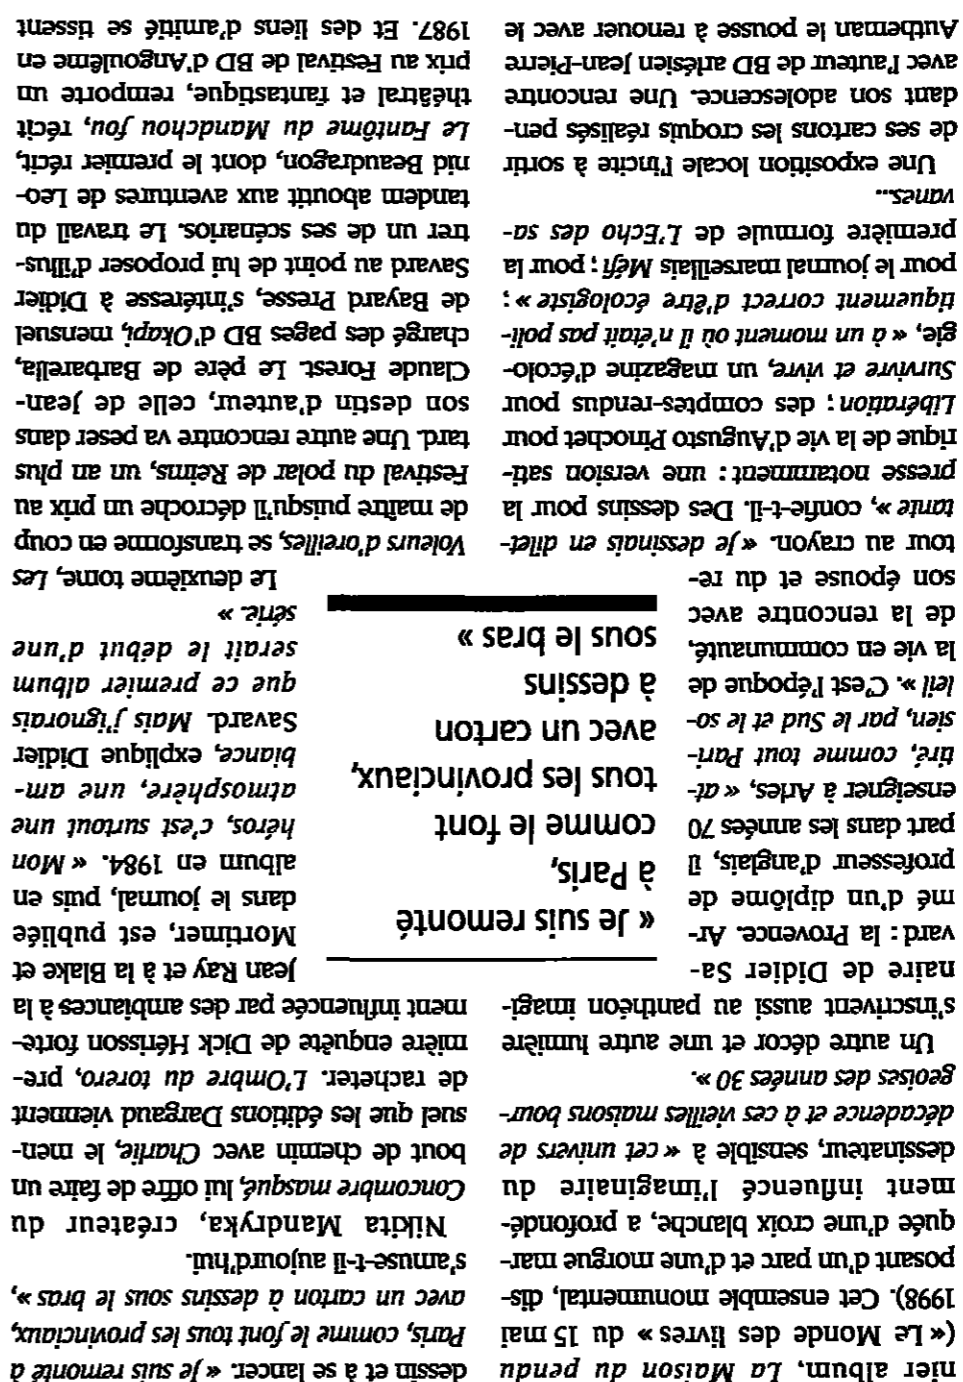 nier album, La Maison du pendu
(« Le Monde des livres » du 15 mai
1998). Cet ensemble monumental, dis-
posant d'un parc et d'une morgue mar-
quée d'une croix blanche, a profondé-
ment influencé l'imaginaire du
dessinateur, sensible à « cet univers de
décadence et à ces vieilles maisons bour-
geoises des années 30 ».
Un autre décor et une autre lumière
s'inscrivent aussi au panthéon imagi-
naire de Didier Sa-
vard : la Provence. Ar-
mé d'un diplôme de
professeur d'anglais, il
part dans les années 70
enseigner à Arles, « at-
tiré, comme tout Pari-
sien, par le Sud et le so-
leil ». C'est l'époque de
la vie en communauté,
de la rencontre avec
son épouse et du re-
tour au crayon. « Je dessinais en dilet-
tante », confie-t-il. Des dessins pour la
presse notamment : une version sati-
rique de la vie d'Augusto Pinochet pour
Libération ; des comptes-rendus pour
Survivre et vivre, un magazine d'écolo-
gie, « à un moment où il n'était pas poli-
tiquement correct d'être écologiste » ;
pour le journal marseillais Méfi ; pour la
première formule de L'Echo des sa-
vanes...
Une exposition locale l'incite à sortir
de ses cartons les croquis réalisés pen-
dant son adolescence. Une rencontre
avec l'auteur de BD arlésien Jean-Pierre
Autheman le pousse à renouer avec le
« Je suis remonté
à Paris,
comme le font
tous les provinciaux,
avec un carton
à dessins
sous le bras »
dessin et à se lancer. « Je suis remonté à
Paris, comme le font tous les provinciaux,
avec un carton à dessins sous le bras »,
s'amuse-t-il aujourd'hui.
Nikita Mandryka, créateur du
Concombre masqué, lui offre de faire un
bout de chemin avec Charlie, le men-
suel que les éditions Dargaud viennent
de racheter. L'Ombre du torero, pre-
mière enquête de Dick Hérisson forte-
ment influencée par des ambiances à la
Jean Ray et à la Blake et
Mortimer, est publiée
dans le journal, puis en
album en 1984. « Mon
héros, c'est surtout une
atmosphère, une am-
biance, explique Didier
Savard. Mais j'ignorais
que ce premier album
serait le début d'une
série. »
Le deuxième tome, Les
Voleurs d'oreilles, se transforme en coup
de maître puisqu'il décroche un prix au
Festival du polar de Reims, un an plus
tard. Une autre rencontre va peser dans
son destin d'auteur, celle de Jean-
Claude Forest. Le père de Barbarella,
chargé des pages BD d'Okapi, mensuel
de Bayard Presse, s'intéresse à Didier
Savard au point de lui proposer d'illus-
trer un de ses scénarios. Le travail du
tandem aboutit aux aventures de Leo-
nid Beaudragon, dont le premier récit,
Le Fantôme du Mandchou fou, récit
théâtral et fantastique, remporte un
prix au Festival de BD d'Angoulême en
1987. Et des liens d'amitié se tissent